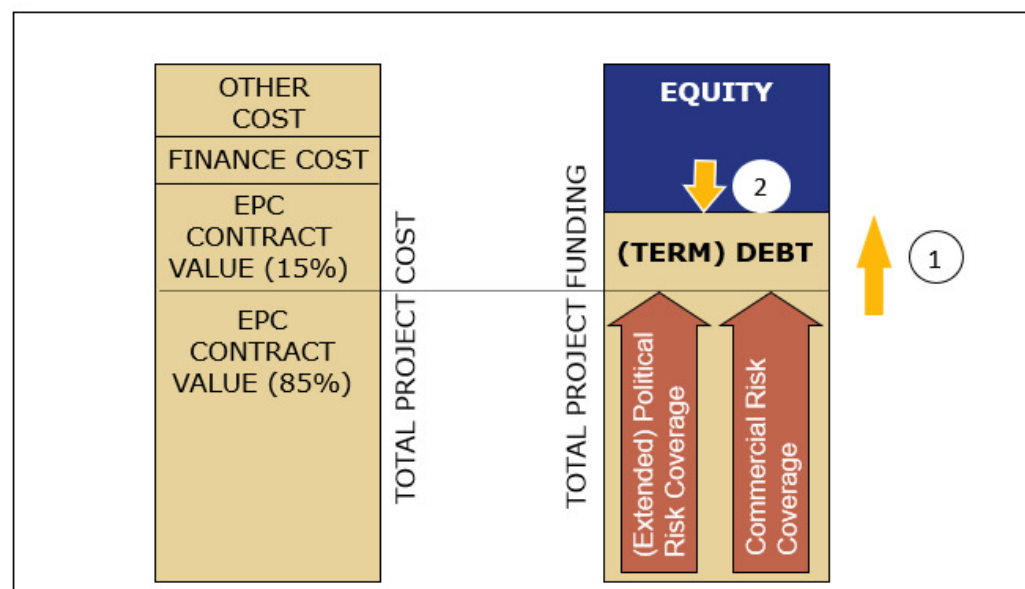 OTHER
COST
FINANCE COST
EPC
CONTRACT
VALUE (15%)
EPC
CONTRACT
VALUE (85%)
TOTAL PROJECT COST
TOTAL PROJECT FUNDING
EQUITY
2
(TERM) DEBT
1
(Extended) Political
Risk Coverage
Commercial Risk
Coverage